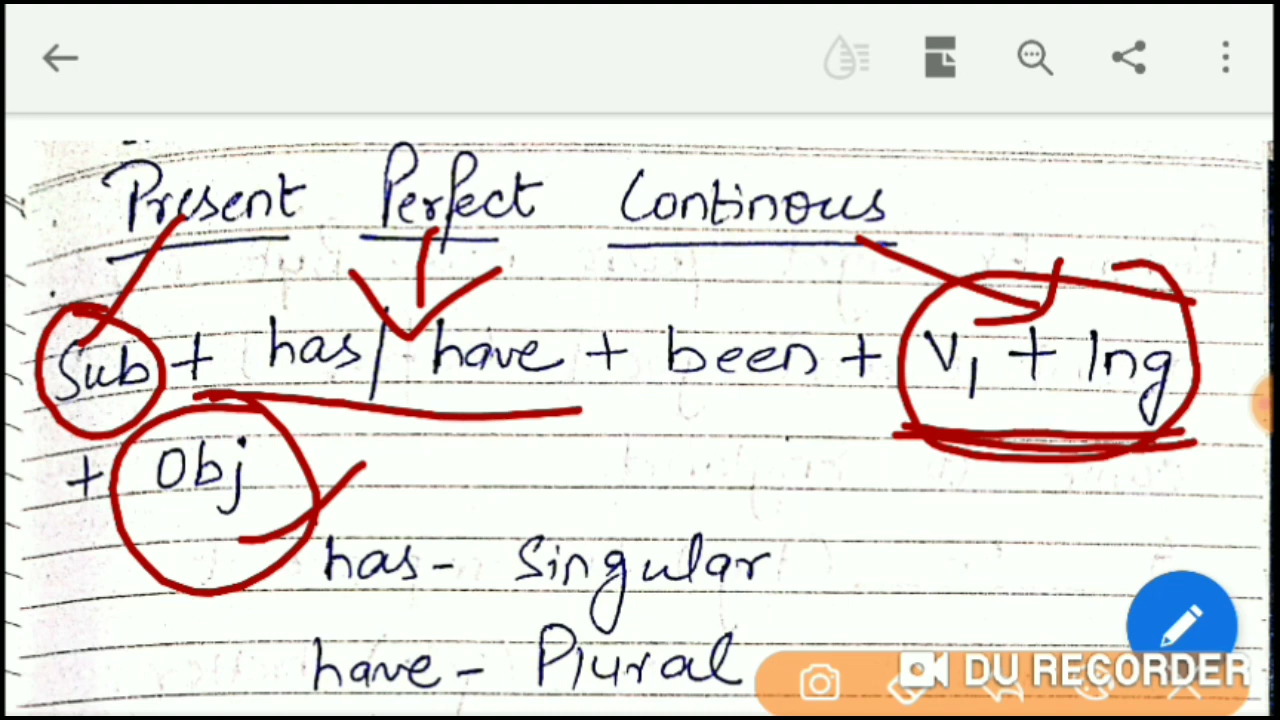 Present Perfect Continous
Sub + has/have + been + V1 + Ing
+ Obj
has- Singular
have- Plural
DU RECORDER